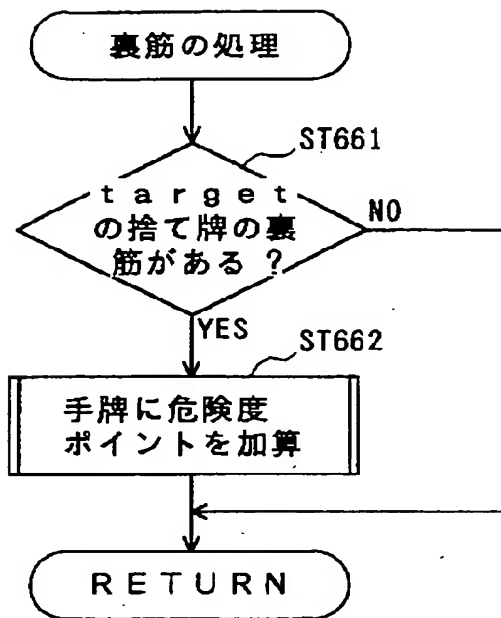 裏筋の処理
ST661
ｔａｒｇｅｔ
の捨て牌の裏
筋がある？
NO
YES
ST662
手牌に危険度
ポイントを加算
ＲＥＴＵＲＮ